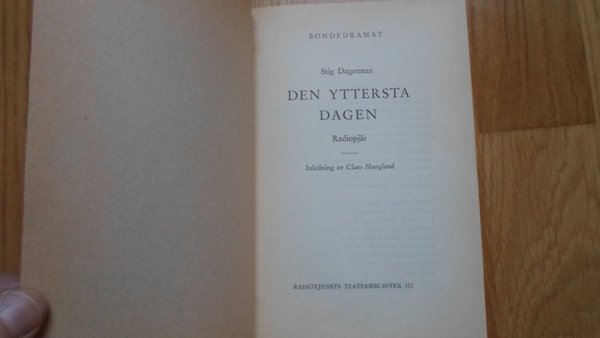 BONDEDRAMAT
Stig Dagerman
DEN YTTERSTA
DAGEN
Radiopjäs
Inledning av Claes Hoogland
RADIOTJÄNSTS TEATERBIBLIOTEK 111